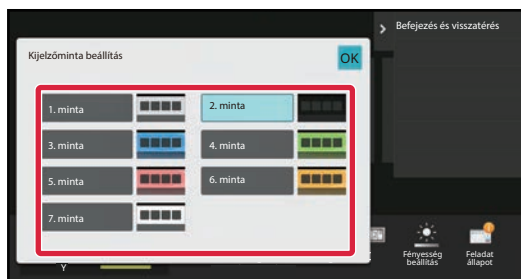 Befejezés és visszatérés
Kijelzőminta beállítás
OK
1. minta
2. minta
3. minta
4. minta
5. minta
6. minta
7. minta
Y
Fényesség
beállítás
Feladat
állapot